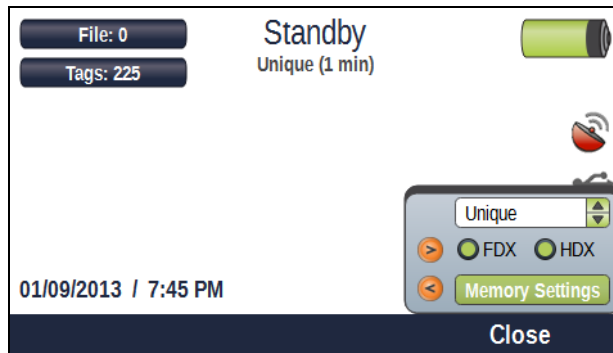 File: 0
Tags: 225
Standby
Unique (1 min)
Unique
> FDX HDX
< Memory Settings
01/09/2013 / 7:45 PM
Close